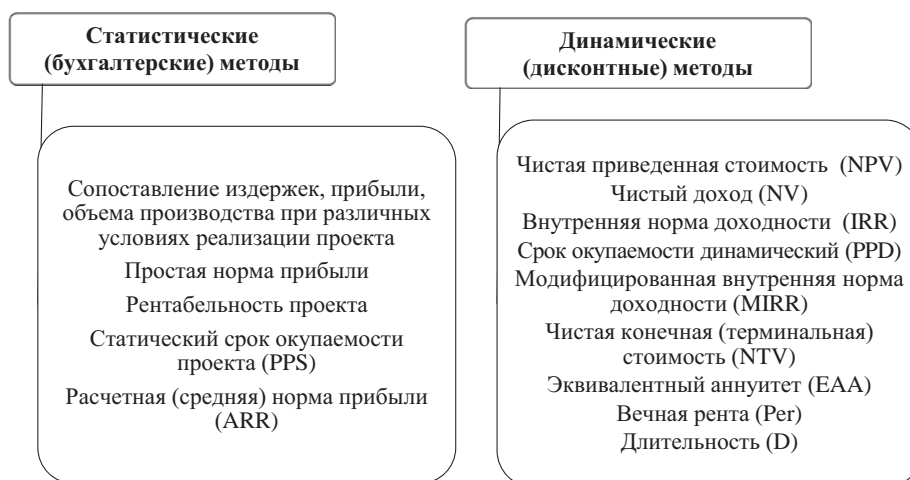 Статистические
(бухгалтерские) методы
Сопоставление издержек, прибыли,
объема производства при различных
условиях реализации проекта
Простая норма прибыли
Рентабельность проекта
Статический срок окупаемости
проекта (PPS)
Расчетная (средняя) норма прибыли
(ARR)
Динамические
(дисконтные) методы
Чистая приведенная стоимость (NPV)
Чистый доход (NV)
Внутренняя норма доходности (IRR)
Срок окупаемости динамический (PPD)
Модифицированная внутренняя норма
доходности (MIRR)
Чистая конечная (терминальная)
стоимость (NTV)
Эквивалентный аннуитет (EAA)
Вечная рента (Per)
Длительность (D)